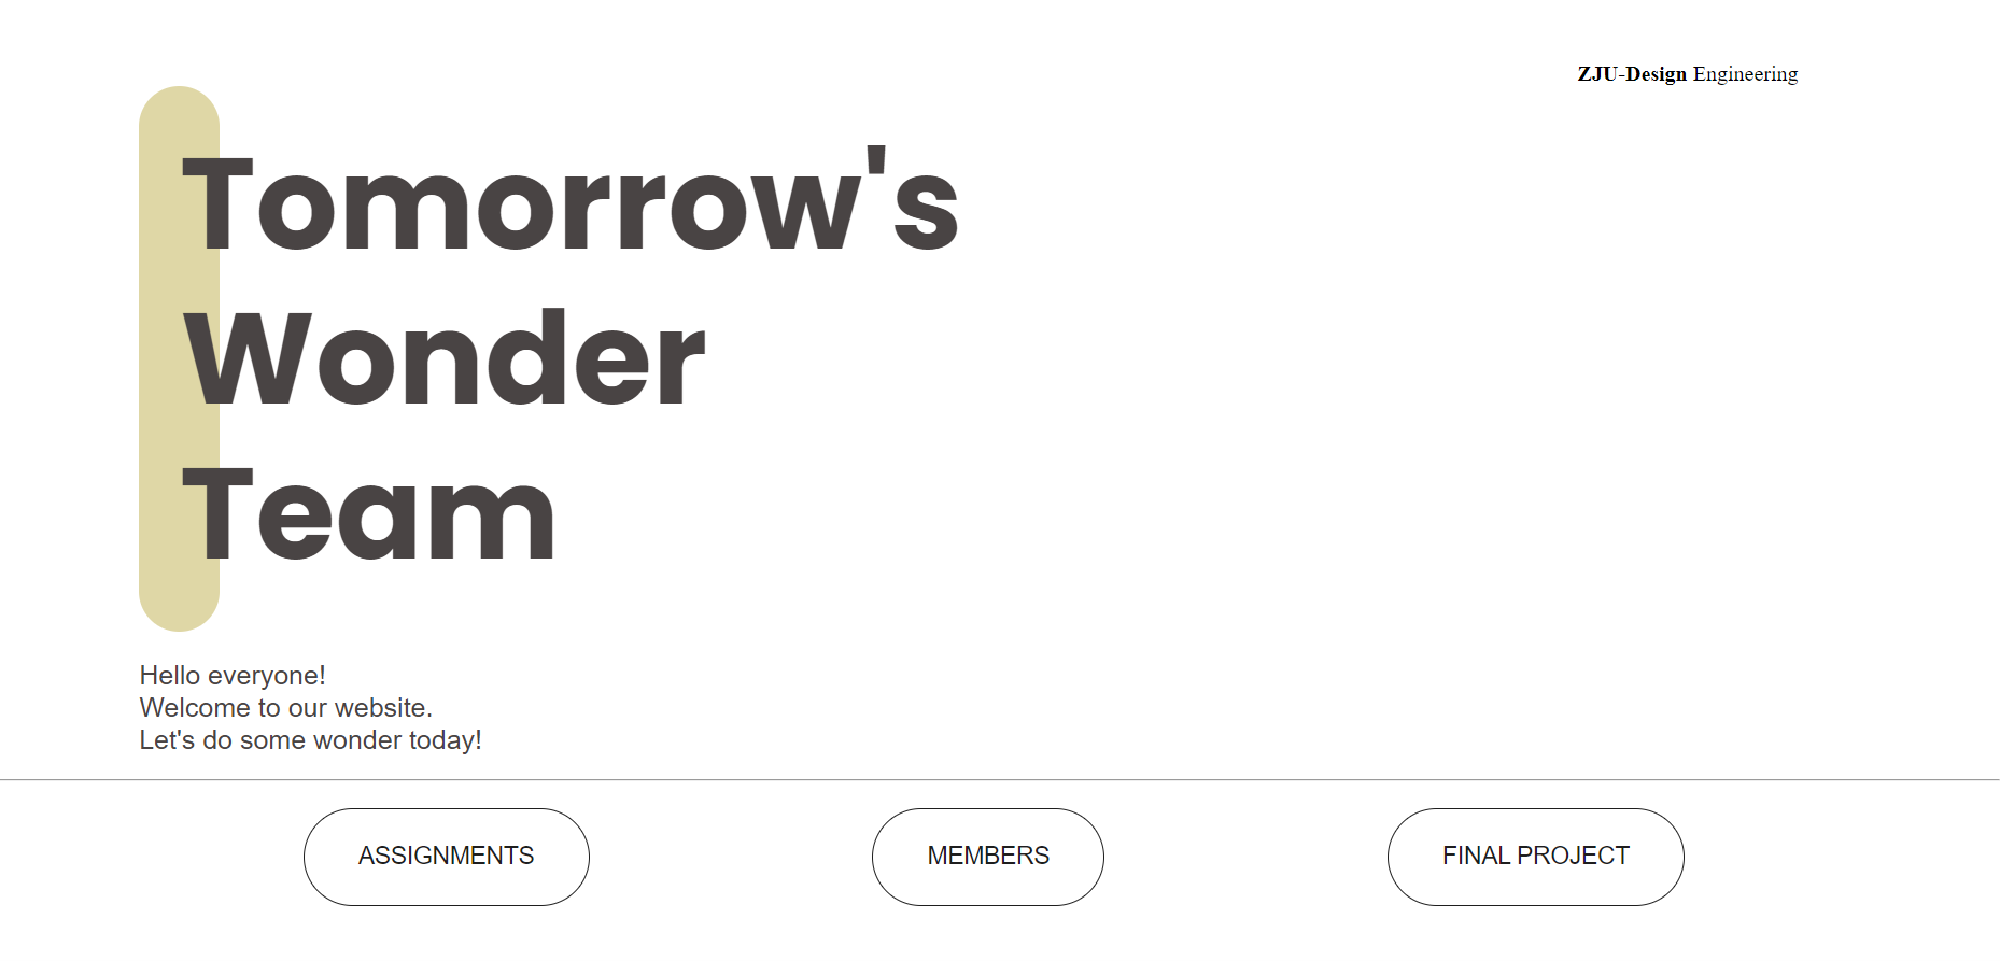 ZJU-Design Engineering
Tomorrow's
Wonder
Team
Hello everyone!
Welcome to our website.
Let's do some wonder today!
ASSIGNMENTS
MEMBERS
FINAL PROJECT